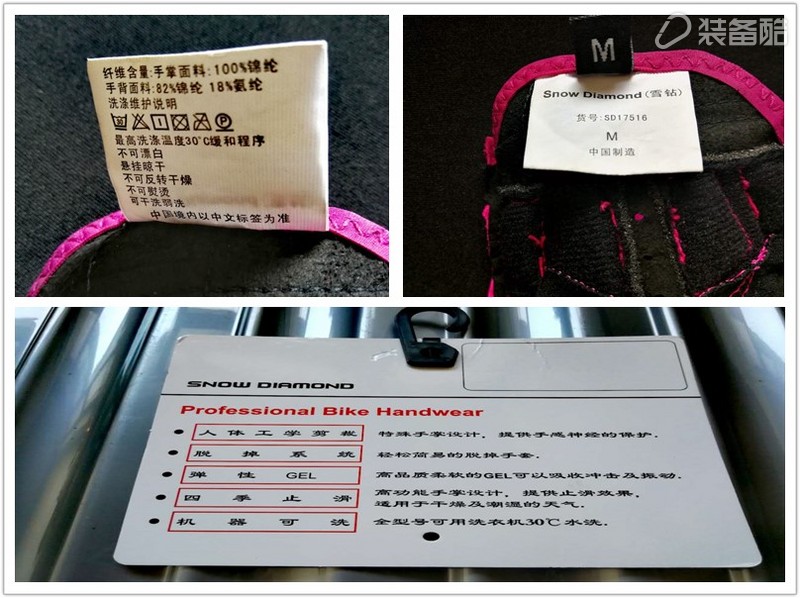 纤维含量:手掌面料:100%锦纶
手背面料:82%锦纶 18%氨纶
洗涤维护说明
30 P
最高洗涤温度30℃缓和程序
不可漂白
悬挂晾干
不可反转干燥
不可熨烫
可干洗弱洗
中国境内以中文标签为准
装备酷
M
Snow Diamond(雪钻)
货号:SD17516
M
中国制造
SNOW DIAMOND
Professional Bike Handwear
人体工学剪裁 特殊手掌设计, 提供手感神经的保护.
脱掉系统 轻松简易的脱掉手套.
弹性 GEL 高品质柔软的GEL可以吸收冲击及振动.
四季止滑 高功能手掌设计, 提供止滑效果,
适用于干燥及潮湿的天气.
机器可洗 全型号可用洗衣机30℃水洗.